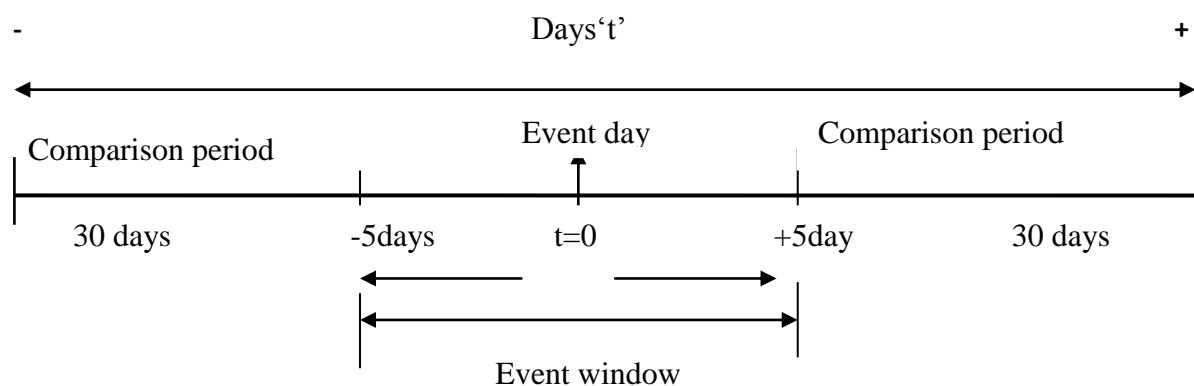 - Days‘t’ +
Comparison period Event day Comparison period
30 days -5days t=0 +5day 30 days
Event window